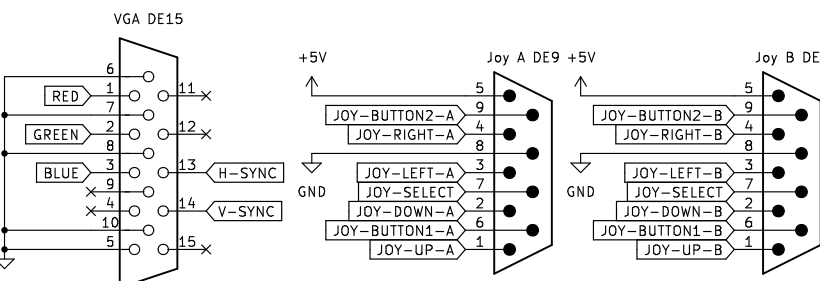 VGA DE15
6
RED 1 11
7
GREEN 2 12
8
BLUE 3 13 H-SYNC
9
4 14 V-SYNC
10
5 15
Joy A DE9
+5V
5
JOY-BUTTON2-A 9
JOY-RIGHT-A 4
8
GND
JOY-LEFT-A 3
JOY-SELECT 7
JOY-DOWN-A 2
JOY-BUTTON1-A 6
JOY-UP-A 1
Joy B DE
+5V
5
JOY-BUTTON2-B 9
JOY-RIGHT-B 4
8
GND
JOY-LEFT-B 3
JOY-SELECT 7
JOY-DOWN-B 2
JOY-BUTTON1-B 6
JOY-UP-B 1